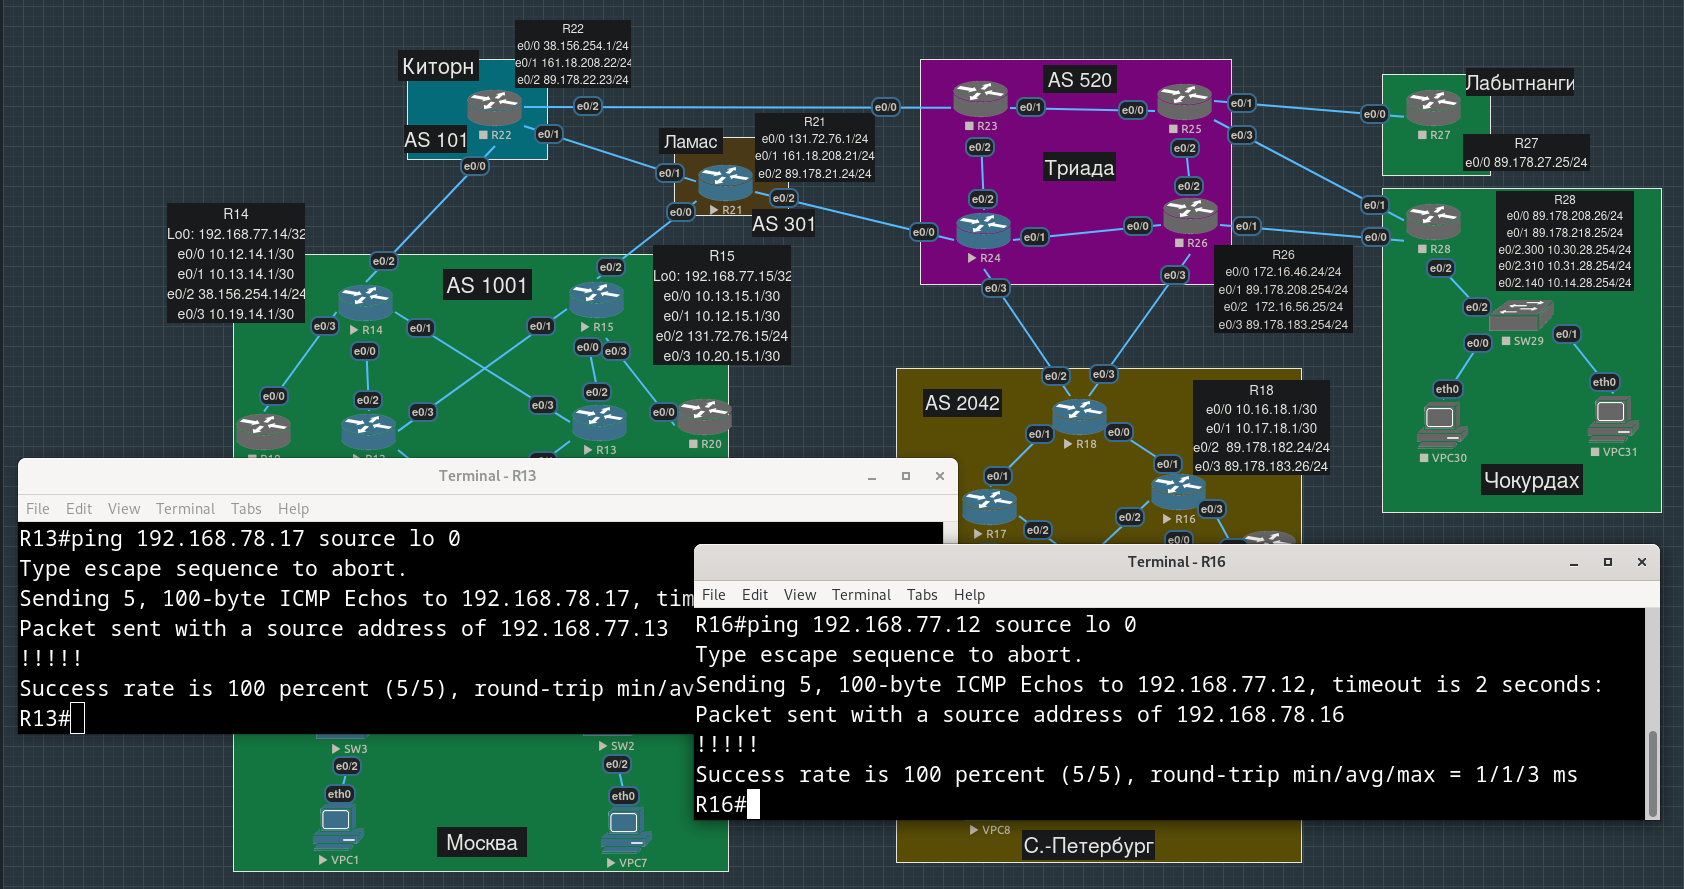 R22
e0/0 38.156.254.1/24
e0/1 161.18.208.22/24
e0/2 89.178.22.23/24
Киторн
R22
AS 101
e0/2
e0/1
e0/0
e0/0
Ламас
R21
e0/0 131.72.76.1/24
e0/1 161.18.208.21/24
e0/2 89.178.21.24/24
e0/1
R21
e0/2
e0/0
AS 301
AS 520
R23
e0/1
e0/0
R25
e0/1
e0/3
e0/2
e0/2
Триада
e0/2
e0/2
e0/0
R24
e0/1
e0/0
R26
e0/1
e0/3
e0/3
Лабытнанги
e0/0
R27
R27
e0/0 89.178.27.25/24
R28
e0/0 89.178.208.26/24
e0/1 89.178.218.25/24
e0/2.300 10.30.28.254/24
e0/2.310 10.31.28.254/24
e0/2.140 10.14.28.254/24
e0/1
e0/0
R28
e0/2
e0/2
SW29
e0/0
e0/1
eth0
eth0
VPC30
VPC31
Чокурдах
R26
e0/0 172.16.46.24/24
e0/1 89.178.208.254/24
e0/2 172.16.56.25/24
e0/3 89.178.183.254/24
R14
Lo0: 192.168.77.14/32
e0/0 10.12.14.1/30
e0/1 10.13.14.1/30
e0/2 38.156.254.14/24
e0/3 10.19.14.1/30
e0/2
AS 1001
e0/2
R15
Lo0: 192.168.77.15/32
e0/0 10.13.15.1/30
e0/1 10.12.15.1/30
e0/2 131.72.76.15/24
e0/3 10.20.15.1/30
e0/3
R14
e0/1
e0/1
R15
e0/0
e0/0
e0/3
e0/0
e0/2
e0/3
e0/3
e0/2
e0/0
R13
R20
AS 2042
e0/2
e0/3
R18
e0/0 10.16.18.1/30
e0/1 10.17.18.1/30
e0/2 89.178.182.24/24
e0/3 89.178.183.26/24
e0/1
R18
e0/0
e0/1
e0/1
R17
e0/2
e0/2
R16
e0/3
e0/0
Terminal - R13
File Edit View Terminal Tabs Help
R13#ping 192.168.78.17 source lo 0
Type escape sequence to abort.
Sending 5, 100-byte ICMP Echos to 192.168.78.17, tim
Packet sent with a source address of 192.168.77.13
!!!!!
Success rate is 100 percent (5/5), round-trip min/av
R13#
Terminal - R16
File Edit View Terminal Tabs Help
R16#ping 192.168.77.12 source lo 0
Type escape sequence to abort.
Sending 5, 100-byte ICMP Echos to 192.168.77.12, timeout is 2 seconds:
Packet sent with a source address of 192.168.78.16
!!!!!
Success rate is 100 percent (5/5), round-trip min/avg/max = 1/1/3 ms
R16#
SW3
e0/2
eth0
VPC1
Москва
SW2
e0/2
eth0
VPC7
VPC8
С.-Петербург